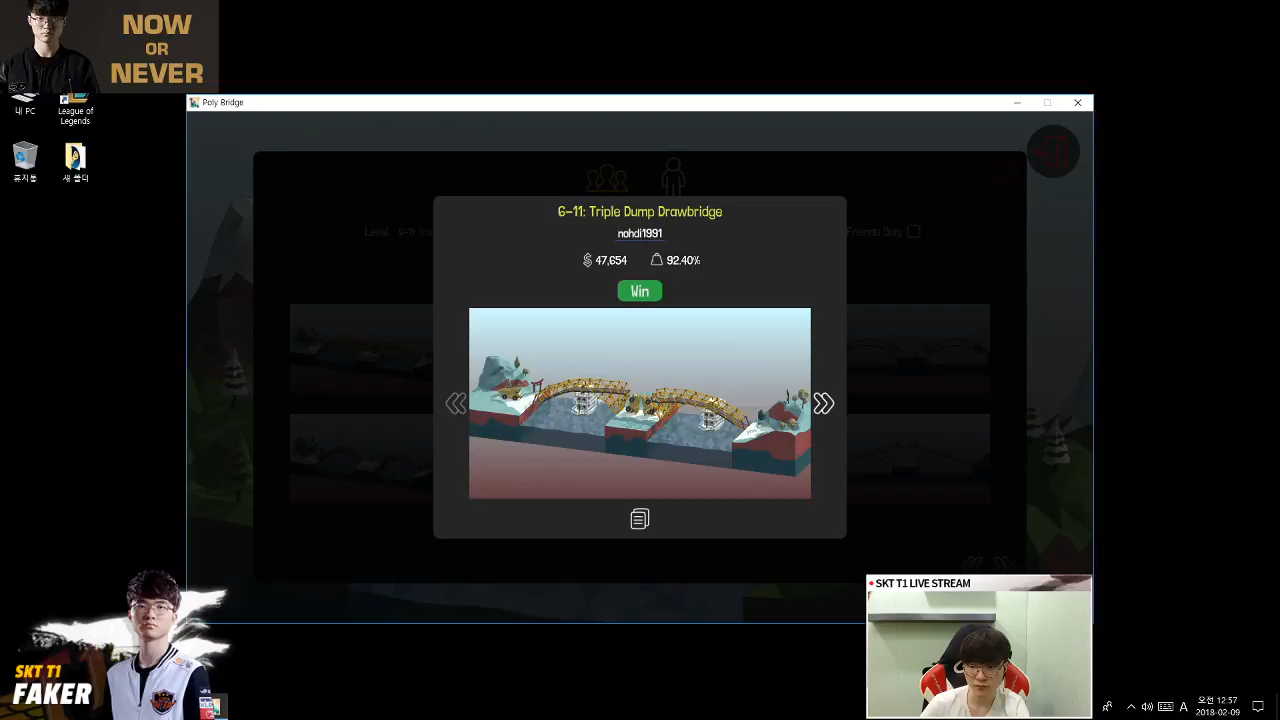 NOW
OR
NEVER
내 PC
League of
Legends
휴지통
새 폴더
Poly Bridge
Level
Friends Only
6-11: Triple Dump Drawbridge
nohdi1991
$ 47,654
92.40%
Win
SKT T1 LIVE STREAM
SKT T1
FAKER
A
오전 12:57
2018-02-09